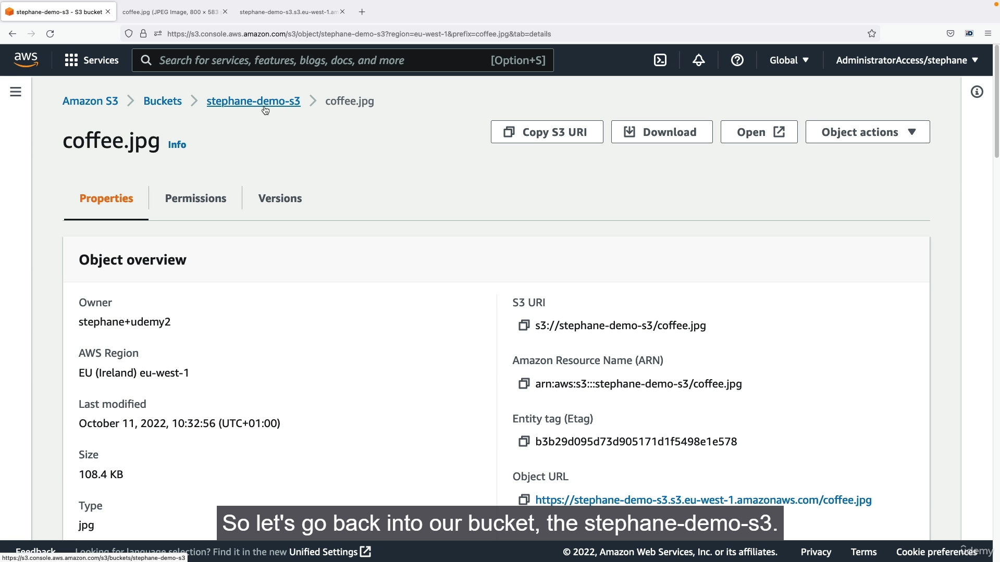 stephane-demo-s3 - S3 bucket
coffee.jpg (JPEG Image, 800 × 583
stephane-demo-s3.s3.eu-west-1.am
https://s3.console.aws.amazon.com/s3/object/stephane-demo-s3?region=eu-west-1&prefix=coffee.jpg&tab=details
aws
Services
Search for services, features, blogs, docs, and more
[Option+S]
Global
AdministratorAccess/stephane
Amazon S3
Buckets
stephane-demo-s3
coffee.jpg
coffee.jpg
Info
Copy S3 URI
Download
Open
Object actions
Properties
Permissions
Versions
Object overview
Owner
stephane+udemy2
AWS Region
EU (Ireland) eu-west-1
Last modified
October 11, 2022, 10:32:56 (UTC+01:00)
Size
108.4 KB
Type
jpg
S3 URI
s3://stephane-demo-s3/coffee.jpg
Amazon Resource Name (ARN)
arn:aws:s3:::stephane-demo-s3/coffee.jpg
Entity tag (Etag)
b3b29d095d73d905171d1f5498e1e578
Object URL
https://stephane-demo-s3.s3.eu-west-1.amazonaws.com/coffee.jpg
So let's go back into our bucket, the stephane-demo-s3.
Feedback
Looking for language selection? Find it in the new Unified Settings
© 2022, Amazon Web Services, Inc. or its affiliates.
Privacy
Terms
Cookie preferences
ûdemy
https://s3.console.aws.amazon.com/s3/buckets/stephane-demo-s3